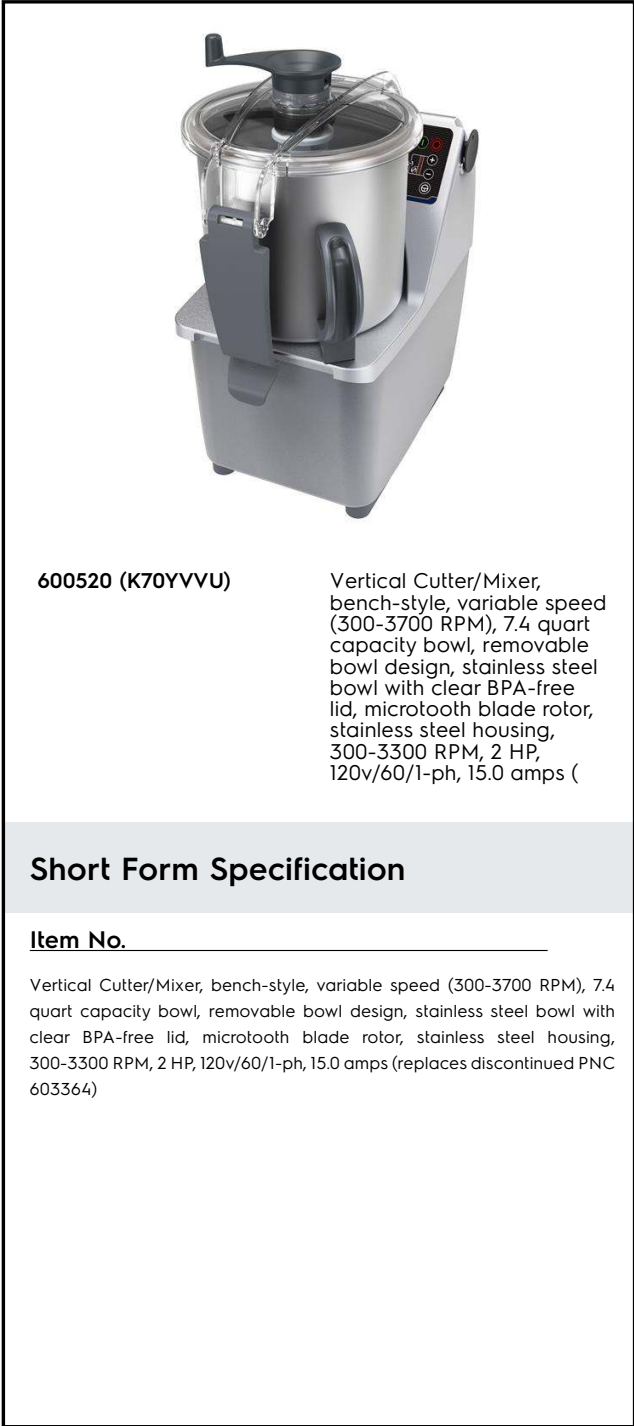 600520 (K70YVVU)
Vertical Cutter/Mixer,
bench-style, variable speed
(300-3700 RPM), 7.4 quart
capacity bowl, removable
bowl design, stainless steel
bowl with clear BPA-free
lid, microtooth blade rotor,
stainless steel housing,
300-3300 RPM, 2 HP,
120v/60/1-ph, 15.0 amps (
Short Form Specification
Item No.
Vertical Cutter/Mixer, bench-style, variable speed (300-3700 RPM), 7.4
quart capacity bowl, removable bowl design, stainless steel bowl with
clear BPA-free lid, microtooth blade rotor, stainless steel housing,
300-3300 RPM, 2 HP, 120v/60/1-ph, 15.0 amps (replaces discontinued PNC
603364)